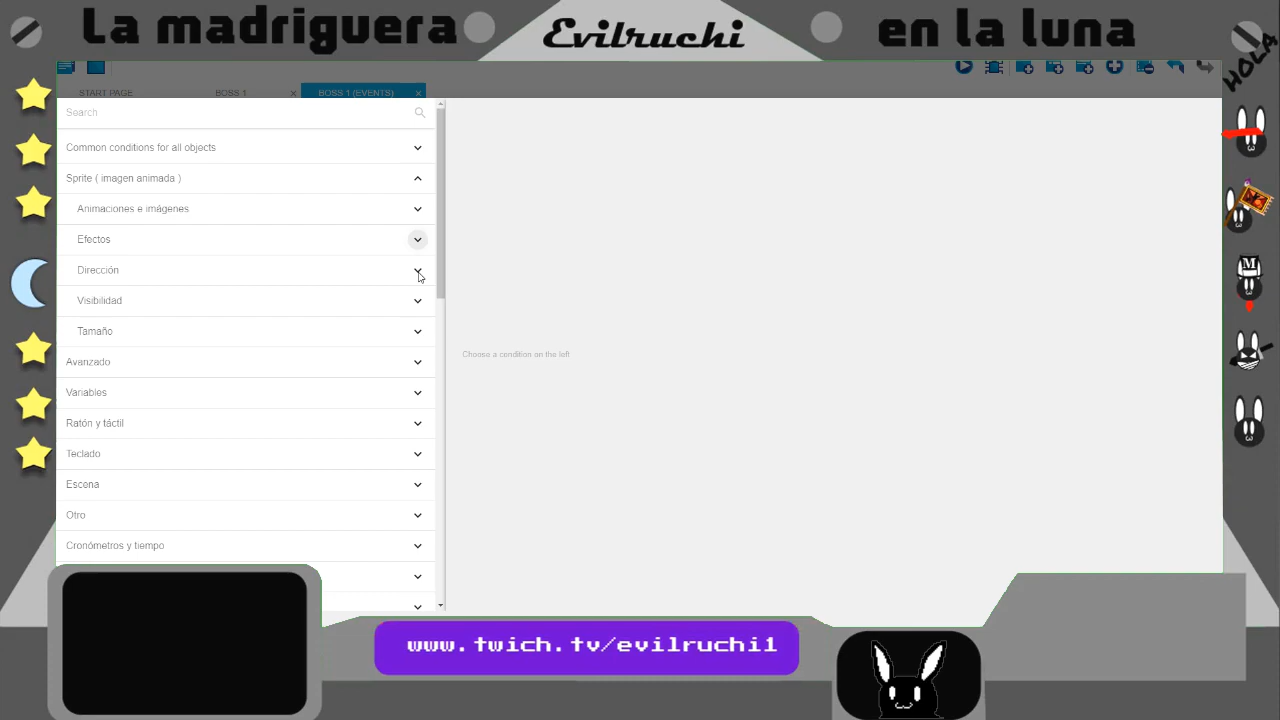 La madriguera Evilruchi en la luna
HOLA
START PAGE BOSS 1 × BOSS 1 (EVENTS) ×
Search
Common conditions for all objects
Sprite ( imagen animada )
Animaciones e imágenes
Efectos
Dirección
Visibilidad
Tamaño
Avanzado
Variables
Ratón y táctil
Teclado
Escena
Otro
Cronómetros y tiempo
Choose a condition on the left
M
www.twich.tv/evilruchi1